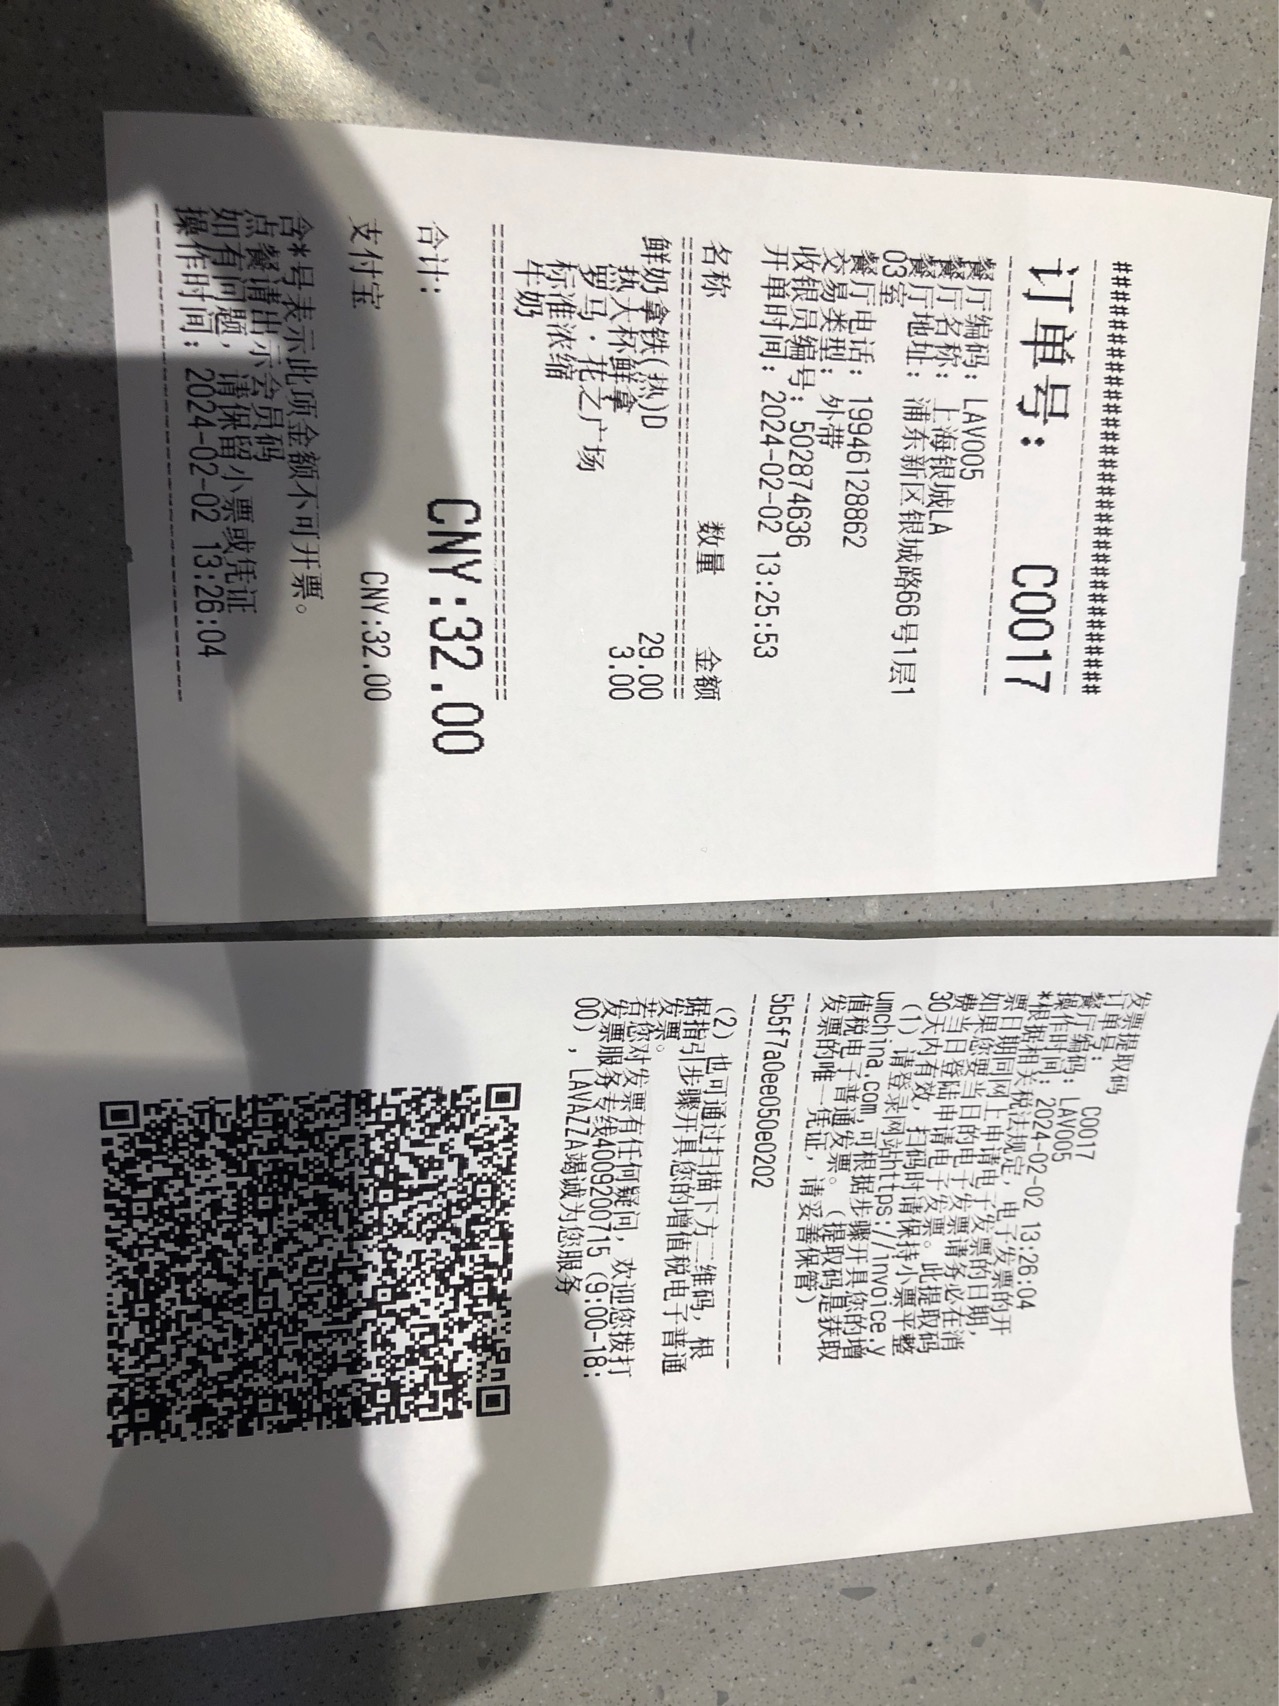 ##################################
订单号： C0017
餐厅编码：LAV005
餐厅名称：上海银城LA
餐厅地址：浦东新区银城路66号1层1
03室
餐厅电话：19946128862
交易类型：外带
收银员编号：502874636
开单时间：2024-02-02 13:25:53
名称 数量 金额
鲜奶拿铁(热)D 29.00
热大杯鲜拿 3.00
罗马·花之广场
标准浓缩
牛奶
合计： CNY:32.00
支付宝 CNY:32.00
含*号表示此项金额不可开票。
点餐请出示会员码
如有问题，请保留小票或凭证
操作时间：2024-02-02 13:26:04
发票提取码
订单号： C0017
餐厅编码：LAV005
操作时间：2024-02-02 13:26:04
*根据相关税法规定，电子发票的开
票日期同网上申请电子发票的日期，
如果您要当日的电子发票请务必在消
费当日登陆申请电子发票。此提取码
30天内有效，扫码时请保持小票平整
（1）请登录网站https://invoice.y
umchina.com,可根据步骤开具您的增
值税电子普通发票。（提取码是获取
发票的唯一凭证，请妥善保管）
5b5f7a0ee050e0202
（2）也可通过扫描下方二维码，根
据指引步骤开具您的增值税电子普通
发票。
若您对发票有任何疑问，欢迎您拨打
发票服务专线4009200715（9:00-18:
00），LAVAZZA竭诚为您服务